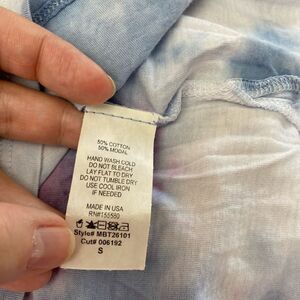 50% COTTON
50% MODAL
HAND WASH COLD
DO NOT BLEACH
LAY FLAT TO DRY
DO NOT TUMBLE DRY
USE COOL IRON
IF NEEDED
MADE IN USA
RN#155580
Style# MBT26101
Cut# 006192
S